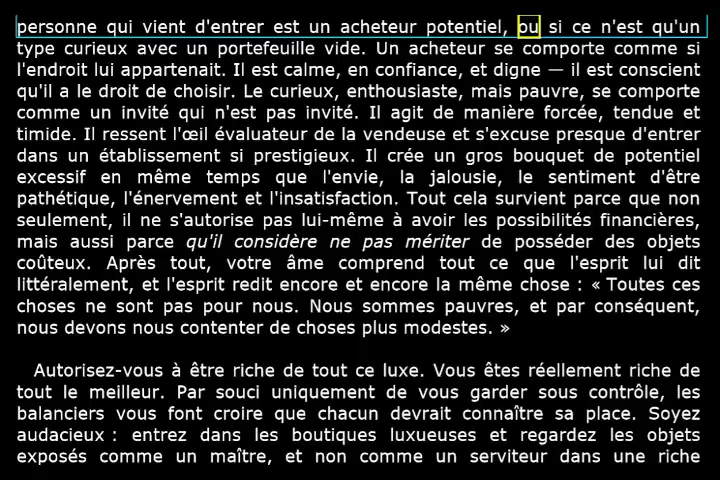 personne qui vient d'entrer est un acheteur potentiel, ou si ce n'est qu'un
type curieux avec un portefeuille vide. Un acheteur se comporte comme si
l'endroit lui appartenait. Il est calme, en confiance, et digne — il est conscient
qu'il a le droit de choisir. Le curieux, enthousiaste, mais pauvre, se comporte
comme un invité qui n'est pas invité. Il agit de manière forcée, tendue et
timide. Il ressent l'œil évaluateur de la vendeuse et s'excuse presque d'entrer
dans un établissement si prestigieux. Il crée un gros bouquet de potentiel
excessif en même temps que l'envie, la jalousie, le sentiment d'être
pathétique, l'énervement et l'insatisfaction. Tout cela survient parce que non
seulement, il ne s'autorise pas lui-même à avoir les possibilités financières,
mais aussi parce qu'il considère ne pas mériter de posséder des objets
coûteux. Après tout, votre âme comprend tout ce que l'esprit lui dit
littéralement, et l'esprit redit encore et encore la même chose : « Toutes ces
choses ne sont pas pour nous. Nous sommes pauvres, et par conséquent,
nous devons nous contenter de choses plus modestes. »
Autorisez-vous à être riche de tout ce luxe. Vous êtes réellement riche de
tout le meilleur. Par souci uniquement de vous garder sous contrôle, les
balanciers vous font croire que chacun devrait connaître sa place. Soyez
audacieux : entrez dans les boutiques luxueuses et regardez les objets
exposés comme un maître, et non comme un serviteur dans une riche